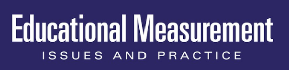 Educational Measurement
ISSUES AND PRACTICE